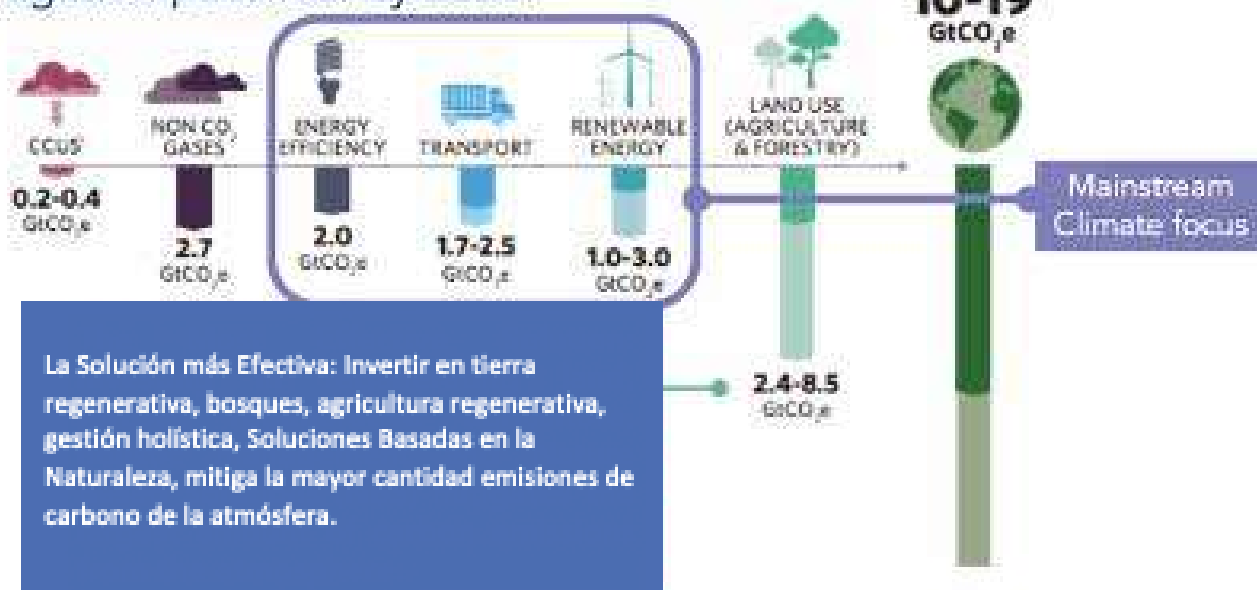 10-19
GtCO₂e
CCUS
0.2-0.4
GtCO₂e
NON CO₂
GASES
2.7
GtCO₂e
ENERGY
EFFICIENCY
2.0
GtCO₂e
TRANSPORT
1.7-2.5
GtCO₂e
RENEWABLE
ENERGY
1.0-3.0
GtCO₂e
LAND USE
(AGRICULTURE
& FORESTRY)
2.4-8.5
GtCO₂e
Mainstream
Climate focus
La Solución más Efectiva: Invertir en tierra
regenerativa, bosques, agricultura regenerativa,
gestión holística, Soluciones Basadas en la
Naturaleza, mitiga la mayor cantidad emisiones de
carbono de la atmósfera.